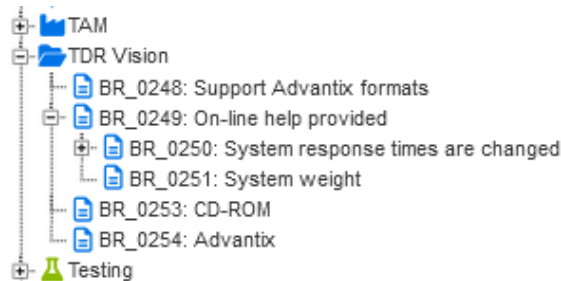 TAM
TDR Vision
BR_0248: Support Advantix formats
BR_0249: On-line help provided
BR_0250: System response times are changed
BR_0251: System weight
BR_0253: CD-ROM
BR_0254: Advantix
Testing